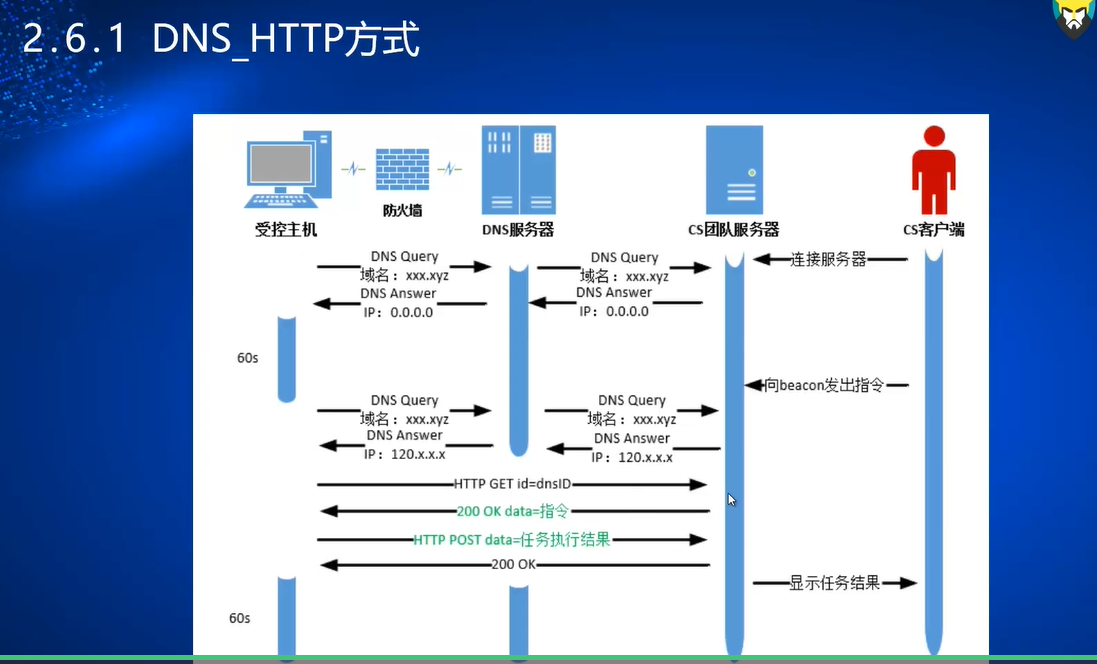 2.6.1 DNS_HTTP方式
受控主机
防火墙
DNS服务器
CS团队服务器
CS客户端
DNS Query
域名：xxx.xyz
DNS Answer
IP：0.0.0.0
DNS Query
域名：xxx.xyz
DNS Answer
IP：0.0.0.0
连接服务器
60s
向beacon发出指令
DNS Query
域名：xxx.xyz
DNS Answer
IP：120.x.x.x
DNS Query
域名：xxx.xyz
DNS Answer
IP：120.x.x.x
HTTP GET id=dnsID
200 OK data=指令
HTTP POST data=任务执行结果
200 OK
显示任务结果
60s